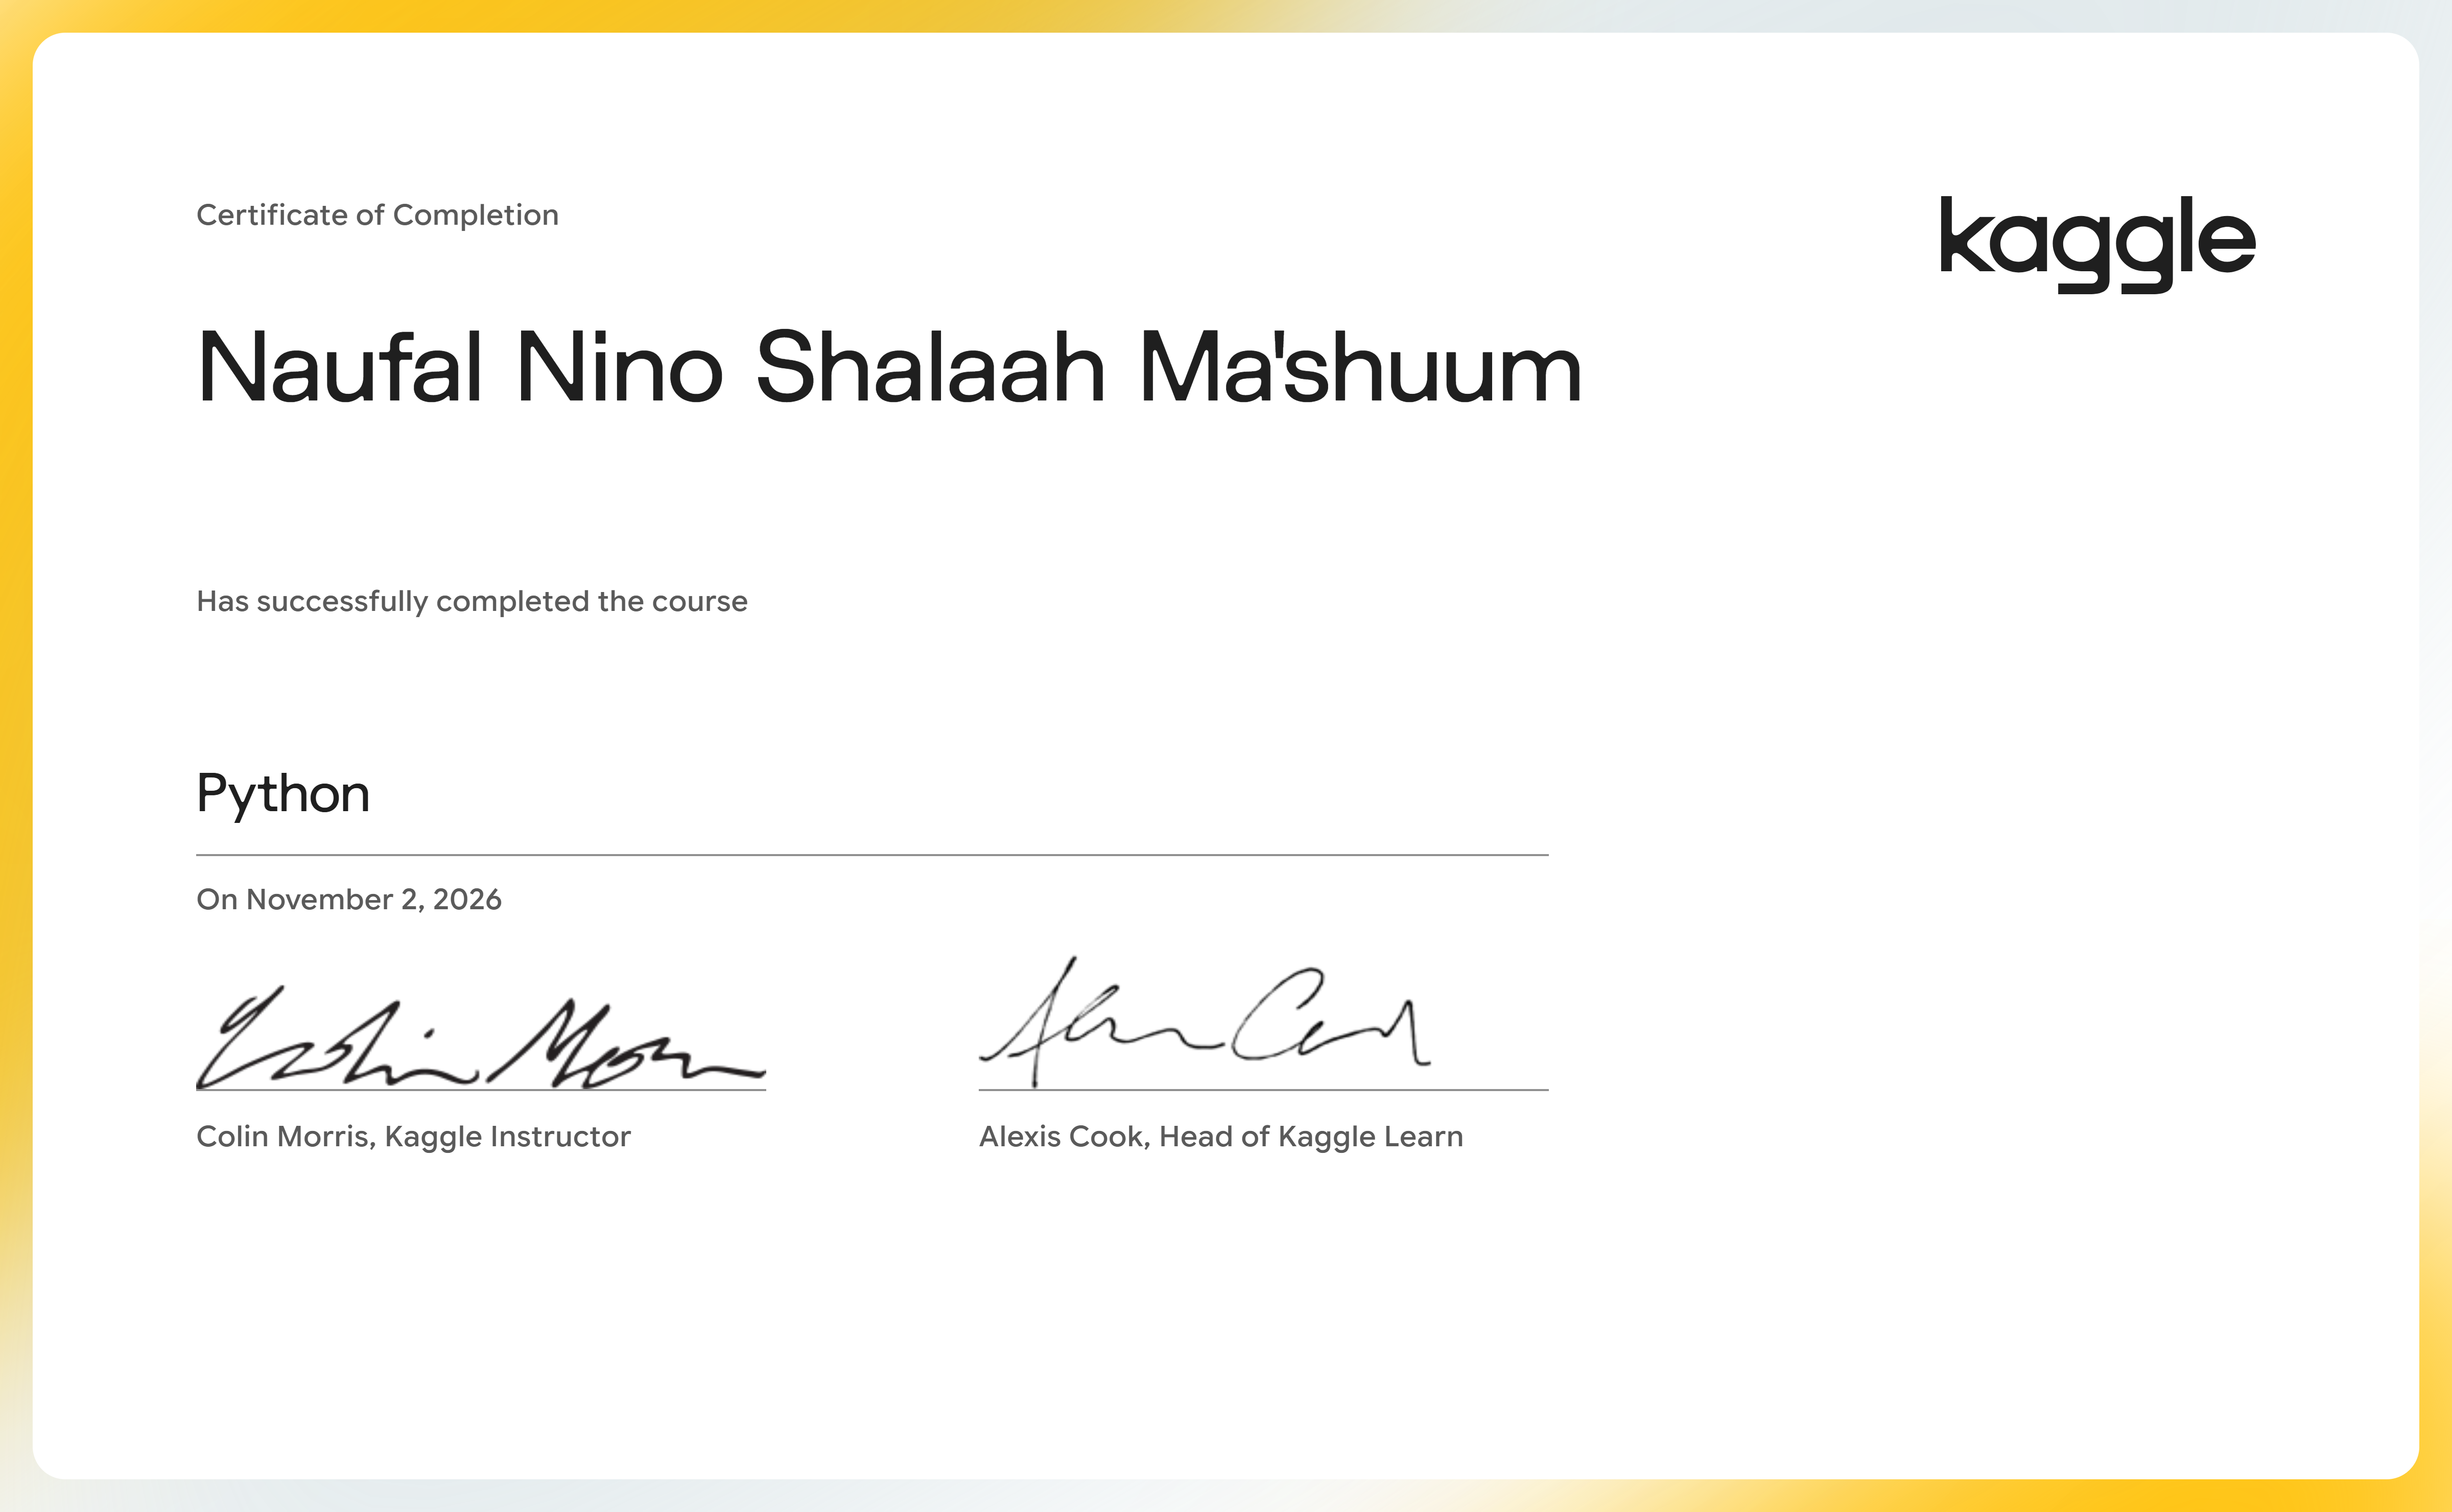 Certificate of Completion
kaggle
Naufal Nino Shalaah Ma'shuum
Has successfully completed the course
Python
On November 2, 2026
Colin Morris, Kaggle Instructor
Alexis Cook, Head of Kaggle Learn